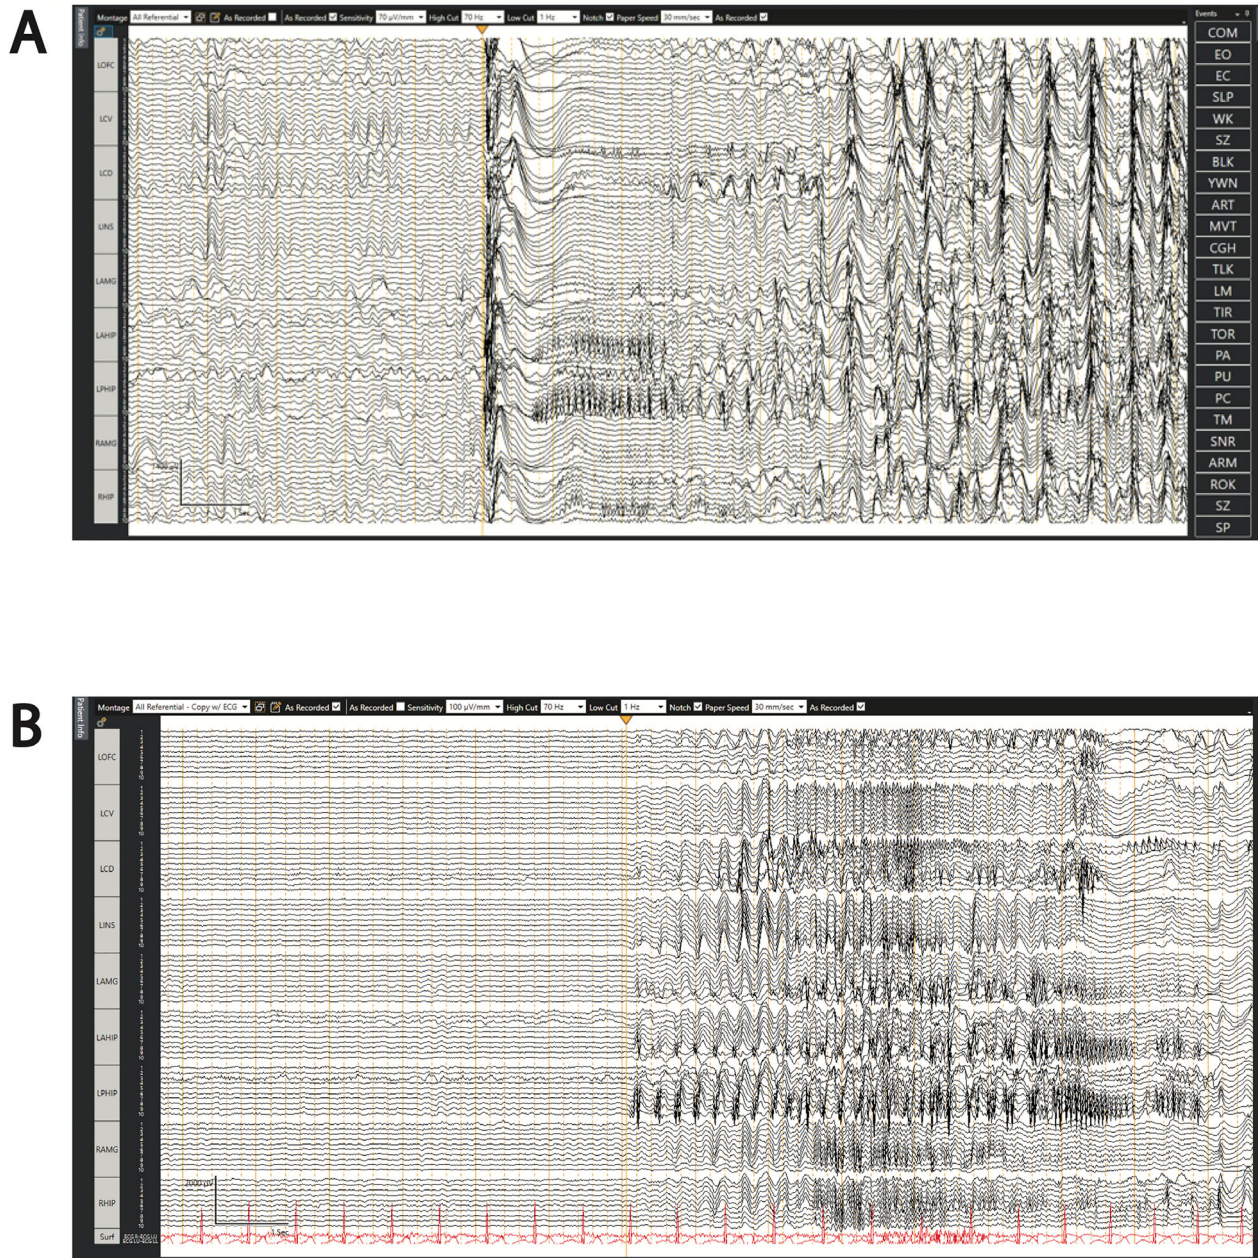 A
Patient Info
Montage All Referential As Recorded As Recorded Sensitivity 70 µV/mm High Cut 70 Hz Low Cut 1 Hz Notch Paper Speed 30 mm/sec As Recorded
Events
LOFC
LCV
LCD
LINS
LAMG
LAHIP
LPHIP
RAMG
RHIP
1 Sec
COM
EO
EC
SLP
WK
SZ
BLK
YWN
ART
MVT
CGH
TLK
LM
TIR
TOR
PA
PU
PC
TM
SNR
ARM
ROK
SZ
SP
B
Patient Info
Montage All Referential - Copy w/ ECG As Recorded As Recorded Sensitivity 100 µV/mm High Cut 70 Hz Low Cut 1 Hz Notch Paper Speed 30 mm/sec As Recorded
LOFC
LCV
LCD
LINS
LAMG
LAHIP
LPHIP
RAMG
RHIP
Surf
2000 µV
1 Sec